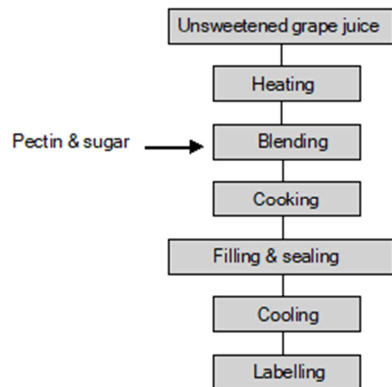 Unsweetened grape juice
Heating
Pectin & sugar
Blending
Cooking
Filling & sealing
Cooling
Labelling